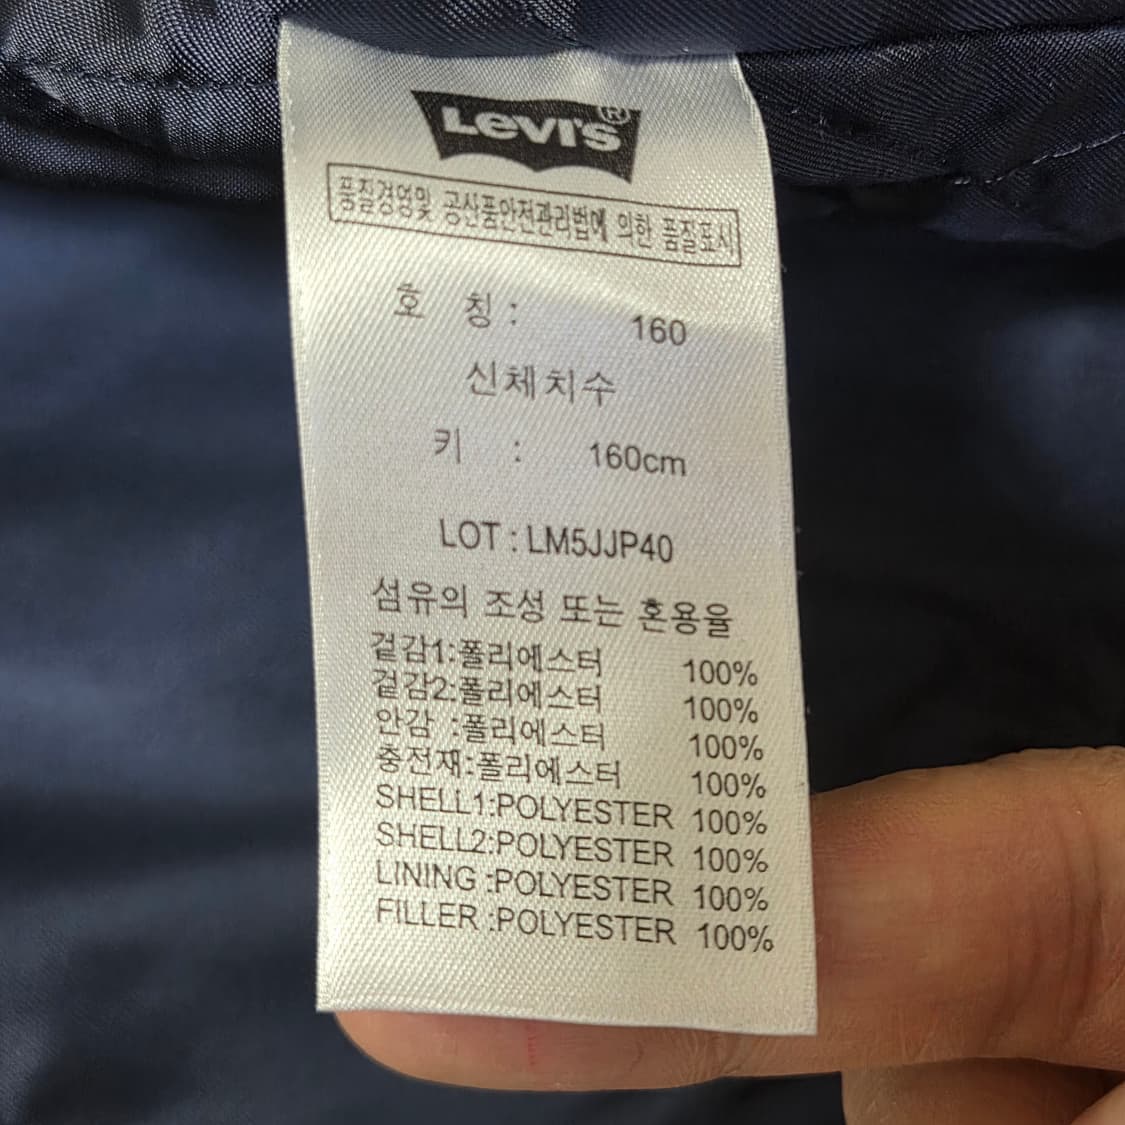 Levi's®
품질경영및 공산품안전관리법에 의한 품질표시
호 칭 : 160
신체치수
키 : 160cm
LOT : LM5JJP40
섬유의 조성 또는 혼용율
겉감1:폴리에스터 100%
겉감2:폴리에스터 100%
안감 :폴리에스터 100%
충전재:폴리에스터 100%
SHELL1:POLYESTER 100%
SHELL2:POLYESTER 100%
LINING :POLYESTER 100%
FILLER :POLYESTER 100%